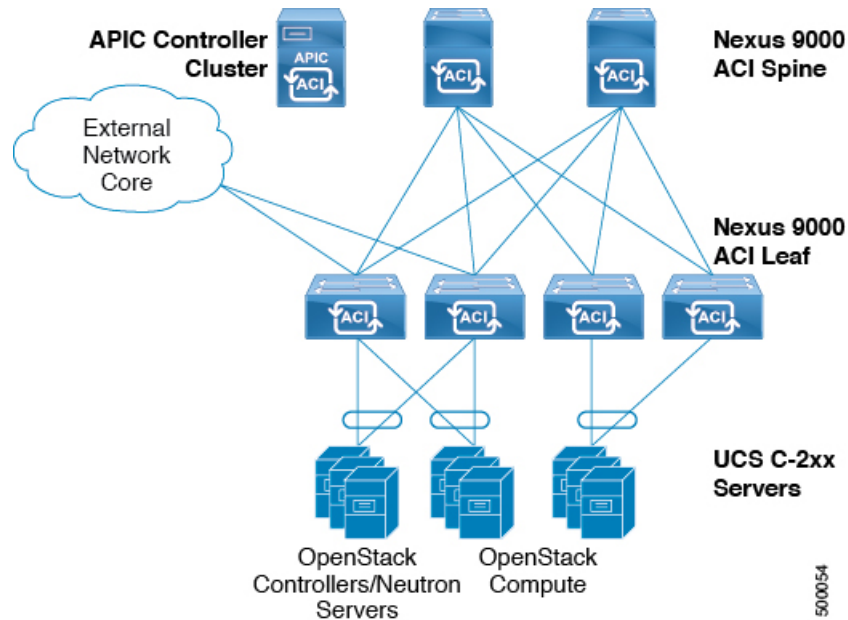 APIC Controller
Cluster
APIC
ACI
ACI
ACI
Nexus 9000
ACI Spine
External
Network
Core
Nexus 9000
ACI Leaf
ACI
ACI
ACI
ACI
UCS C-2xx
Servers
OpenStack
Controllers/Neutron
Servers
OpenStack
Compute
500054